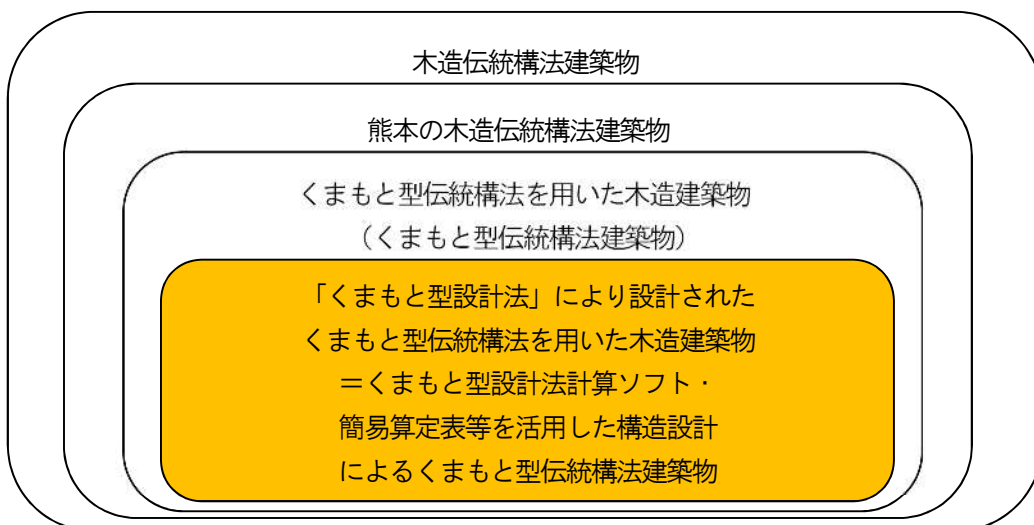 木造伝統構法建築物
熊本の木造伝統構法建築物
くまもと型伝統構法を用いた木造建築物
（くまもと型伝統構法建築物）
「くまもと型設計法」により設計された
くまもと型伝統構法を用いた木造建築物
＝くまもと型設計法計算ソフト・
簡易算定表等を活用した構造設計
によるくまもと型伝統構法建築物